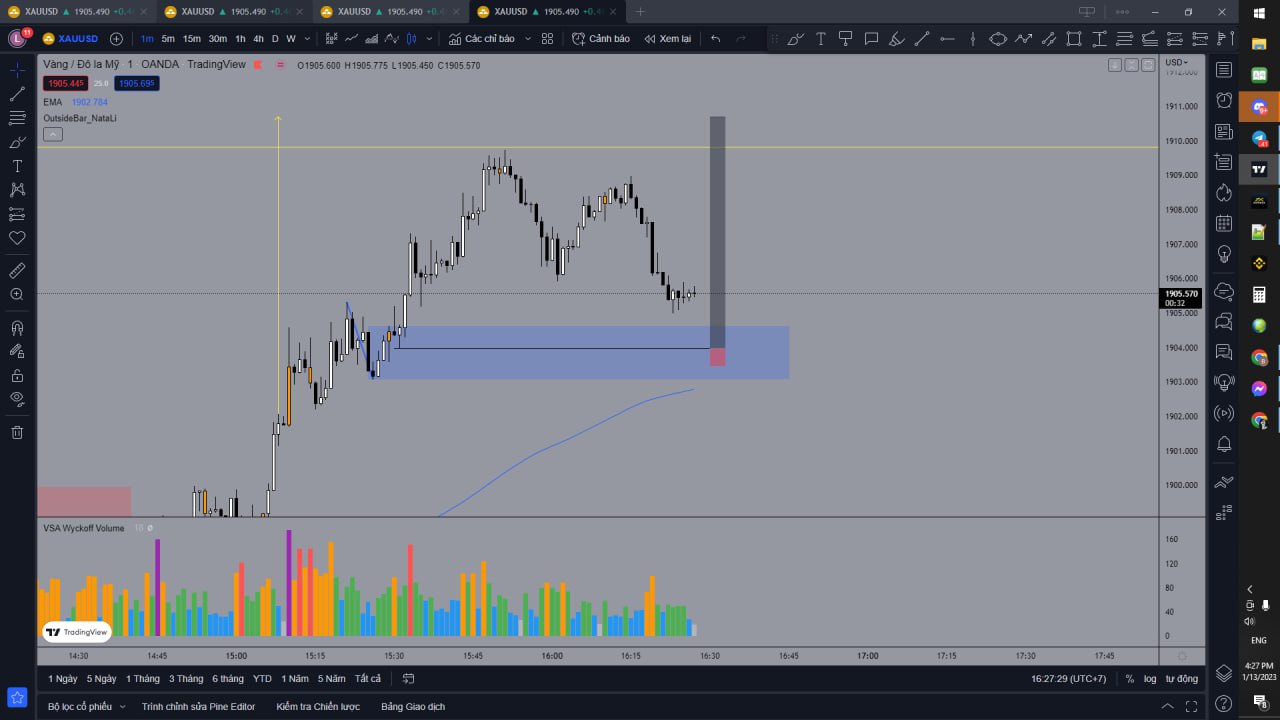 XAUUSD ▲ 1905.490 +0.4
XAUUSD ▲ 1905.490 +0.4
XAUUSD ▲ 1905.490 +0.4
XAUUSD ▲ 1905.490 +0.4
L 11 XAUUSD 1m 5m 15m 30m 1h 4h D W Các chỉ báo Cảnh báo Xem lại
Vàng / Đô la Mỹ 1 OANDA TradingView O1905.600 H1905.775 L1905.450 C1905.570
USD
1905.445 25.0 1905.695
EMA 1902.784
OutsideBar_NataLi
1912.000
1911.000
1910.000
1909.000
1908.000
1907.000
1906.000
1905.570
00:32
1905.000
1904.000
1903.000
1902.000
1901.000
1900.000
VSA Wyckoff Volume 10 ø
160
120
80
40
0
TradingView
14:30 14:45 15:00 15:15 15:30 15:45 16:00 16:15 16:30 16:45 17:00 17:15 17:30 17:45
1 Ngày 5 Ngày 1 Tháng 3 Tháng 6 tháng YTD 1 Năm 5 Năm Tất cả 16:27:29 (UTC+7) % log tự động
Bộ lọc cổ phiếu Trình chỉnh sửa Pine Editor Kiểm tra Chiến lược Bảng Giao dịch
ENG
4:27 PM
1/13/2023